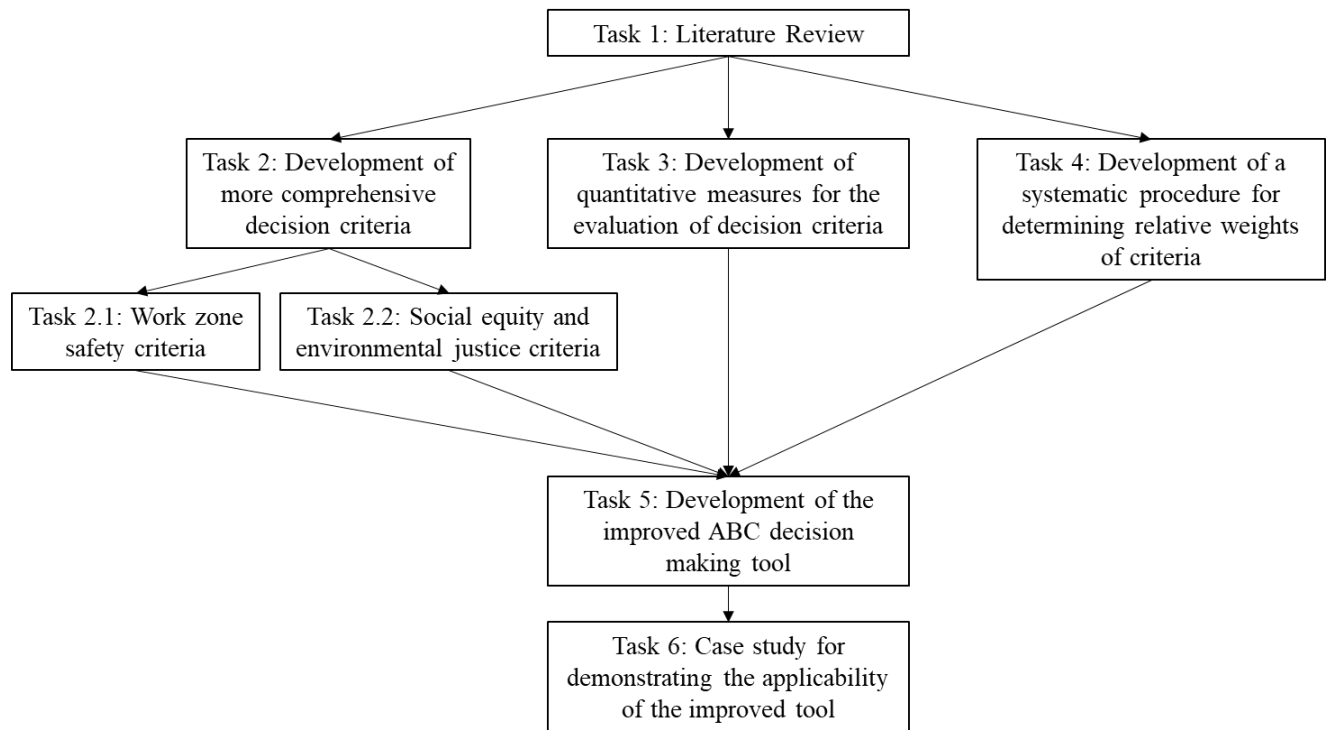 Task 1: Literature Review
Task 2: Development of
more comprehensive
decision criteria
Task 3: Development of
quantitative measures for the
evaluation of decision criteria
Task 4: Development of a
systematic procedure for
determining relative weights
of criteria
Task 2.1: Work zone
safety criteria
Task 2.2: Social equity and
environmental justice criteria
Task 5: Development of the
improved ABC decision
making tool
Task 6: Case study for
demonstrating the applicability
of the improved tool